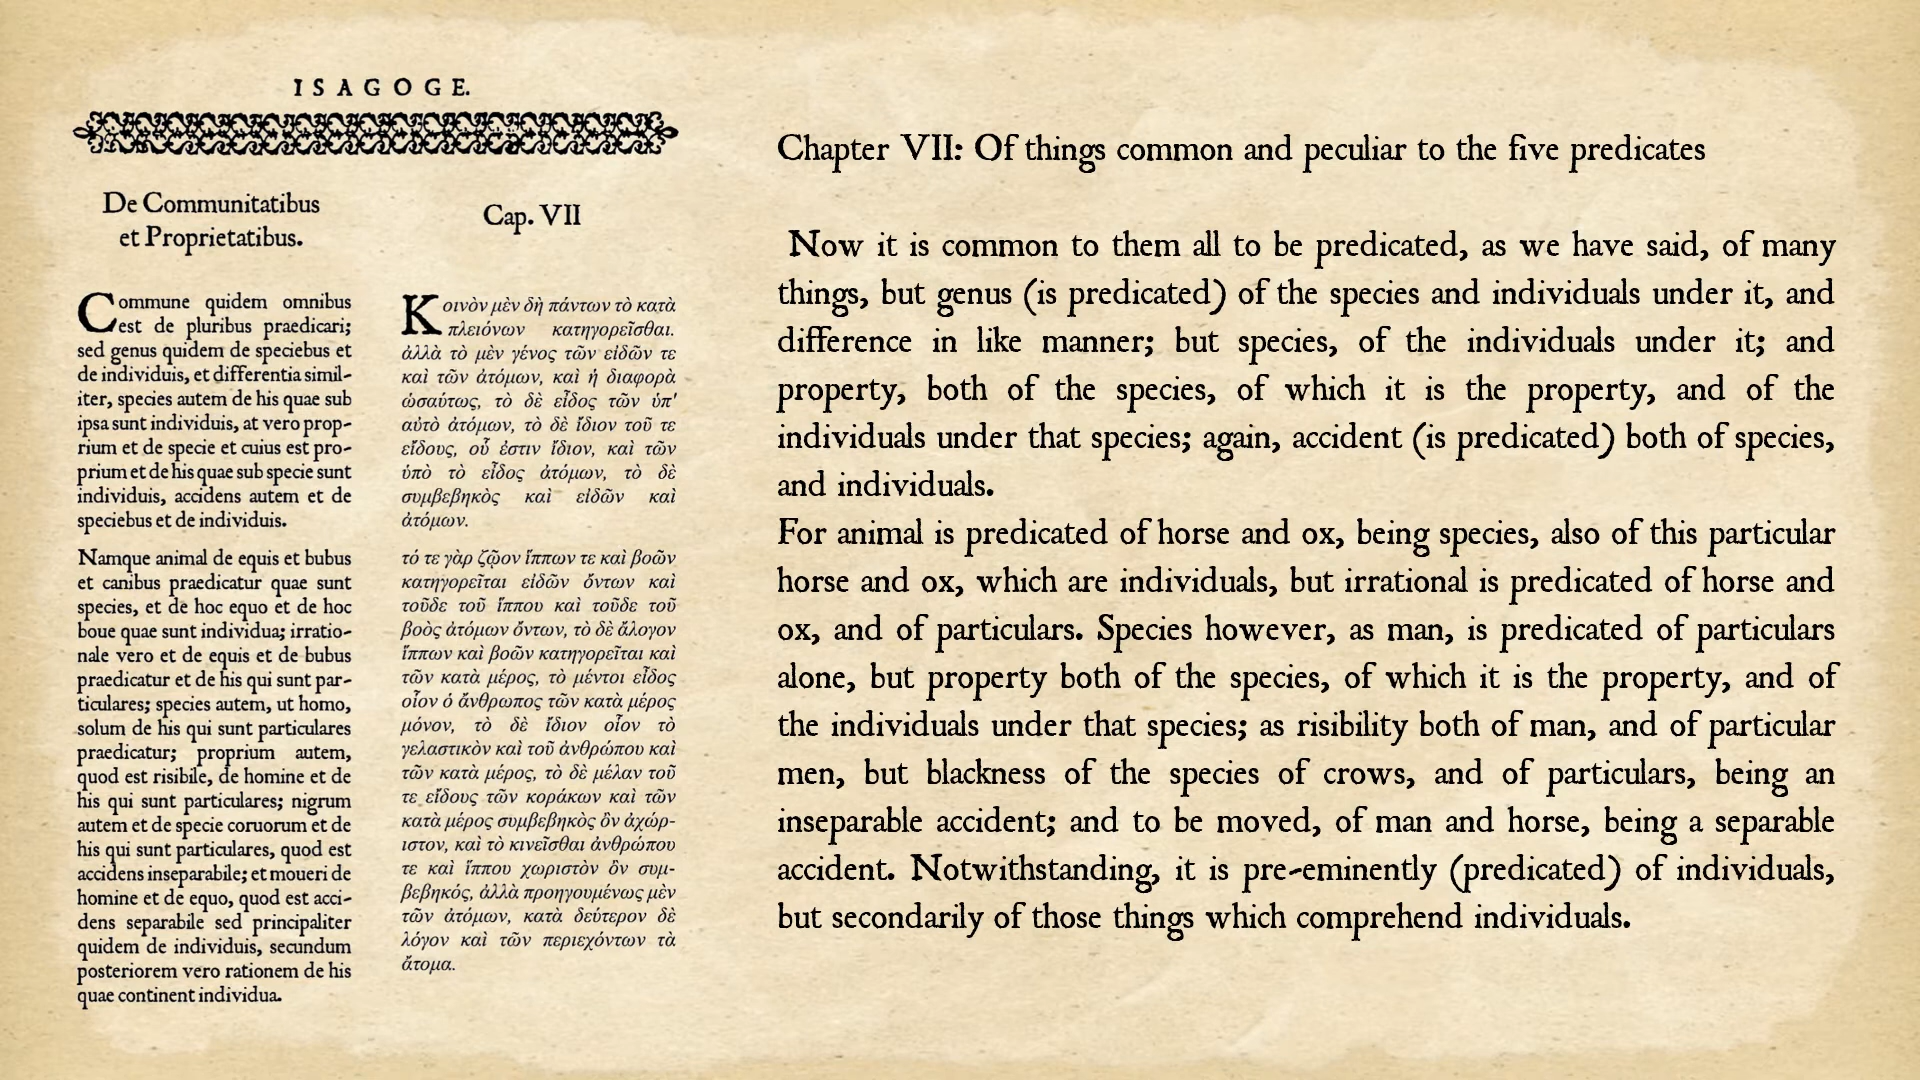 ISAGOGE.
De Communitatibus
et Proprietatibus.
Cap. VII
Commune quidem omnibus
est de pluribus praedicari;
sed genus quidem de speciebus et
de individuis, et differentia simil-
iter, species autem de his quae sub
ipsa sunt individuis, at vero prop-
rium et de specie et cuius est pro-
prium et de his quae sub specie sunt
individuis, accidens autem et de
speciebus et de individuis.
Namque animal de equis et bubus
et canibus praedicatur quae sunt
species, et de hoc equo et de hoc
boue quae sunt individua; irratio-
nale vero et de equis et de bubus
praedicatur et de his qui sunt par-
ticulares; species autem, ut homo,
solum de his qui sunt particulares
praedicatur; proprium autem,
quod est risibile, de homine et de
his qui sunt particulares; nigrum
autem et de specie coruorum et de
his qui sunt particulares, quod est
accidens inseparabile; et moueri de
homine et de equo, quod est acci-
dens separabile sed principaliter
quidem de individuis, secundum
posteriorem vero rationem de his
quae continent individua.
Κοινὸν μὲν δὴ πάντων τὸ κατὰ
πλειόνων κατηγορεῖσθαι.
ἀλλὰ τὸ μὲν γένος τῶν εἰδῶν τε
καὶ τῶν ἀτόμων, καὶ ἡ διαφορὰ
ὡσαύτως, τὸ δὲ εἶδος τῶν ὑπ'
αὐτὸ ἀτόμων, τὸ δὲ ἴδιον τοῦ τε
εἴδους, οὗ ἐστιν ἴδιον, καὶ τῶν
ὑπὸ τὸ εἶδος ἀτόμων, τὸ δὲ
συμβεβηκὸς καὶ εἰδῶν καὶ
ἀτόμων.
τό τε γὰρ ζῷον ἵππων τε καὶ βοῶν
κατηγορεῖται εἰδῶν ὄντων καὶ
τοῦδε τοῦ ἵππου καὶ τοῦδε τοῦ
βοὸς ἀτόμων ὄντων, τὸ δὲ ἄλογον
ἵππων καὶ βοῶν κατηγορεῖται καὶ
τῶν κατὰ μέρος, τὸ μέντοι εἶδος
οἷον ὁ ἄνθρωπος τῶν κατὰ μέρος
μόνον, τὸ δὲ ἴδιον οἷον τὸ
γελαστικὸν καὶ τοῦ ἀνθρώπου καὶ
τῶν κατὰ μέρος, τὸ δὲ μέλαν τοῦ
τε εἴδους τῶν κοράκων καὶ τῶν
κατὰ μέρος συμβεβηκὸς ὂν ἀχώρ-
ιστον, καὶ τὸ κινεῖσθαι ἀνθρώπου
τε καὶ ἵππου χωριστὸν ὂν συμ-
βεβηκός, ἀλλὰ προηγουμένως μὲν
τῶν ἀτόμων, κατὰ δεύτερον δὲ
λόγον καὶ τῶν περιεχόντων τὰ
ἄτομα.
Chapter VII: Of things common and peculiar to the five predicates
Now it is common to them all to be predicated, as we have said, of many
things, but genus (is predicated) of the species and individuals under it, and
difference in like manner; but species, of the individuals under it; and
property, both of the species, of which it is the property, and of the
individuals under that species; again, accident (is predicated) both of species,
and individuals.
For animal is predicated of horse and ox, being species, also of this particular
horse and ox, which are individuals, but irrational is predicated of horse and
ox, and of particulars. Species however, as man, is predicated of particulars
alone, but property both of the species, of which it is the property, and of
the individuals under that species; as risibility both of man, and of particular
men, but blackness of the species of crows, and of particulars, being an
inseparable accident; and to be moved, of man and horse, being a separable
accident. Notwithstanding, it is pre-eminently (predicated) of individuals,
but secondarily of those things which comprehend individuals.